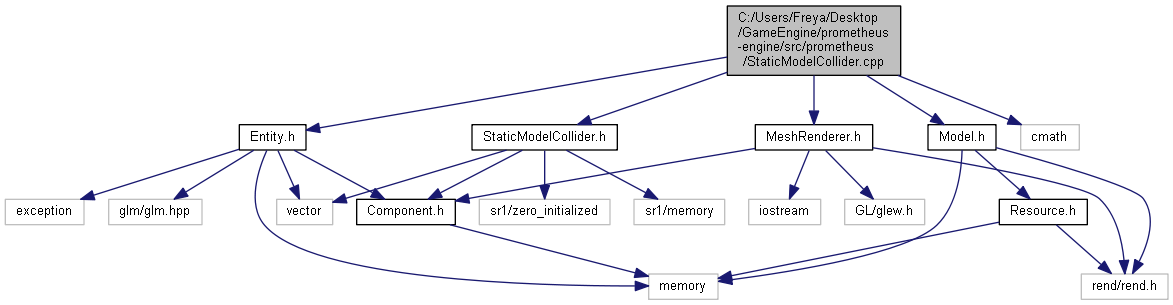 C:/Users/Freya/Desktop
/GameEngine/prometheus
-engine/src/prometheus
/StaticModelCollider.cpp
Entity.h
StaticModelCollider.h
MeshRenderer.h
Model.h
cmath
exception
glm/glm.hpp
vector
Component.h
sr1/zero_initialized
sr1/memory
iostream
GL/glew.h
Resource.h
memory
rend/rend.h